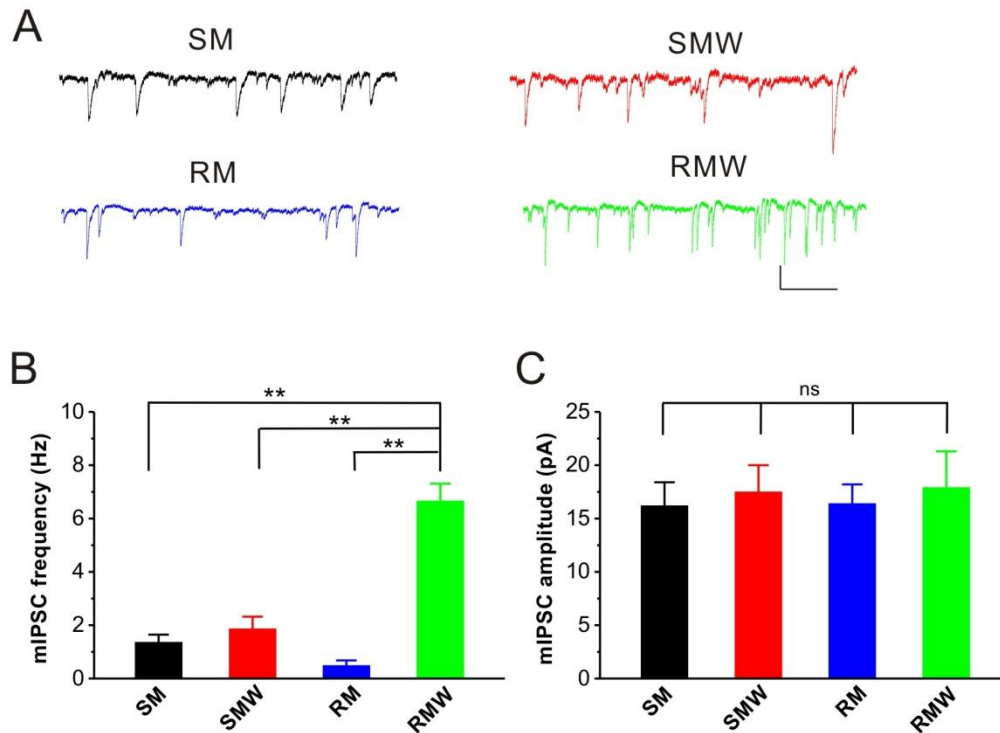 A
SM
SMW
RM
RMW
B
**
**
**
mIPSC frequency (Hz)
10
8
6
4
2
0
SM
SMW
RM
RMW
C
ns
mIPSC amplitude (pA)
25
20
15
10
5
0
SM
SMW
RM
RMW